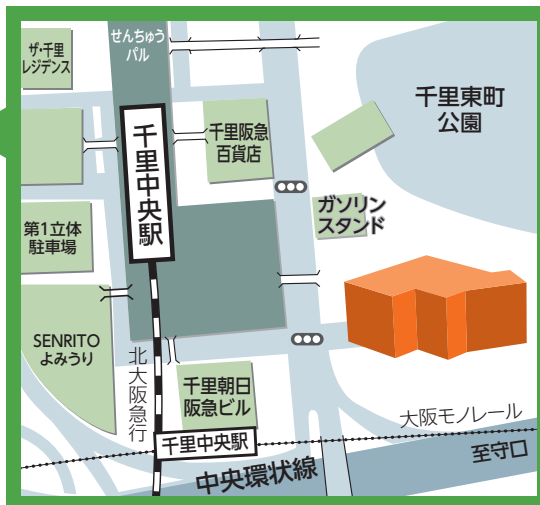 せんちゅう
パル
ザ・千里
レジデンス
千里東町
公園
千里阪急
百貨店
千里中央駅
ガソリン
スタンド
第1立体
駐車場
SENRITO
よみうり
北大阪急行
千里朝日
阪急ビル
大阪モノレール
千里中央駅
至守口
中央環状線